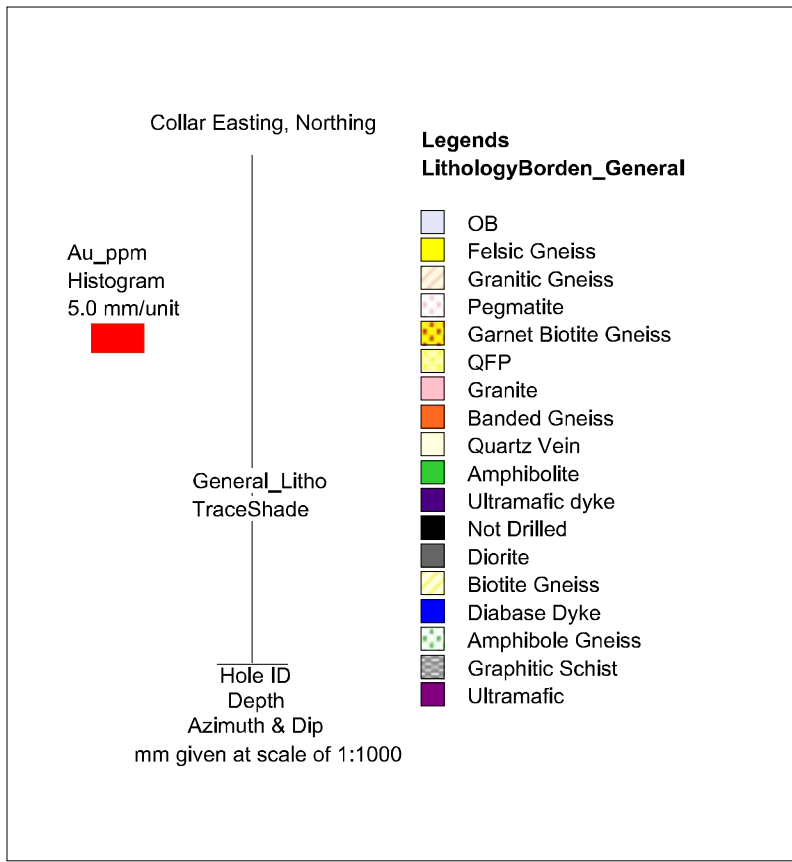 Collar Easting, Northing
Au_ppm
Histogram
5.0 mm/unit
General_Litho
TraceShade
Hole ID
Depth
Azimuth & Dip
mm given at scale of 1:1000
Legends
LithologyBorden_General
OB
Felsic Gneiss
Granitic Gneiss
Pegmatite
Garnet Biotite Gneiss
QFP
Granite
Banded Gneiss
Quartz Vein
Amphibolite
Ultramafic dyke
Not Drilled
Diorite
Biotite Gneiss
Diabase Dyke
Amphibole Gneiss
Graphitic Schist
Ultramafic